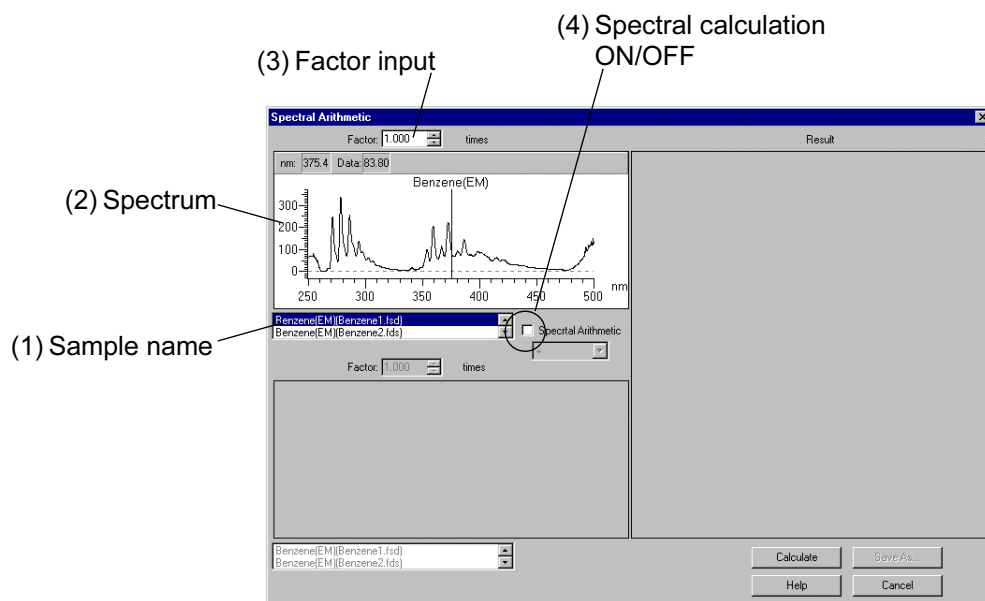 (4) Spectral calculation
ON/OFF
(3) Factor input
Spectral Arithmetic
Factor: 1.000 times
Result
nm: 375.4 Data: 83.80
Benzene(EM)
(2) Spectrum
300
200
100
0
250 300 350 400 450 500 nm
(1) Sample name
Benzene(EM)(Benzene1.fsd)
Benzene(EM)(Benzene2.fds)
Specrtal Arithmetic
+
Factor: 1.000 times
Benzene(EM)(Benzene1.fsd)
Benzene(EM)(Benzene2.fds)
Calculate Save As...
Help Cancel